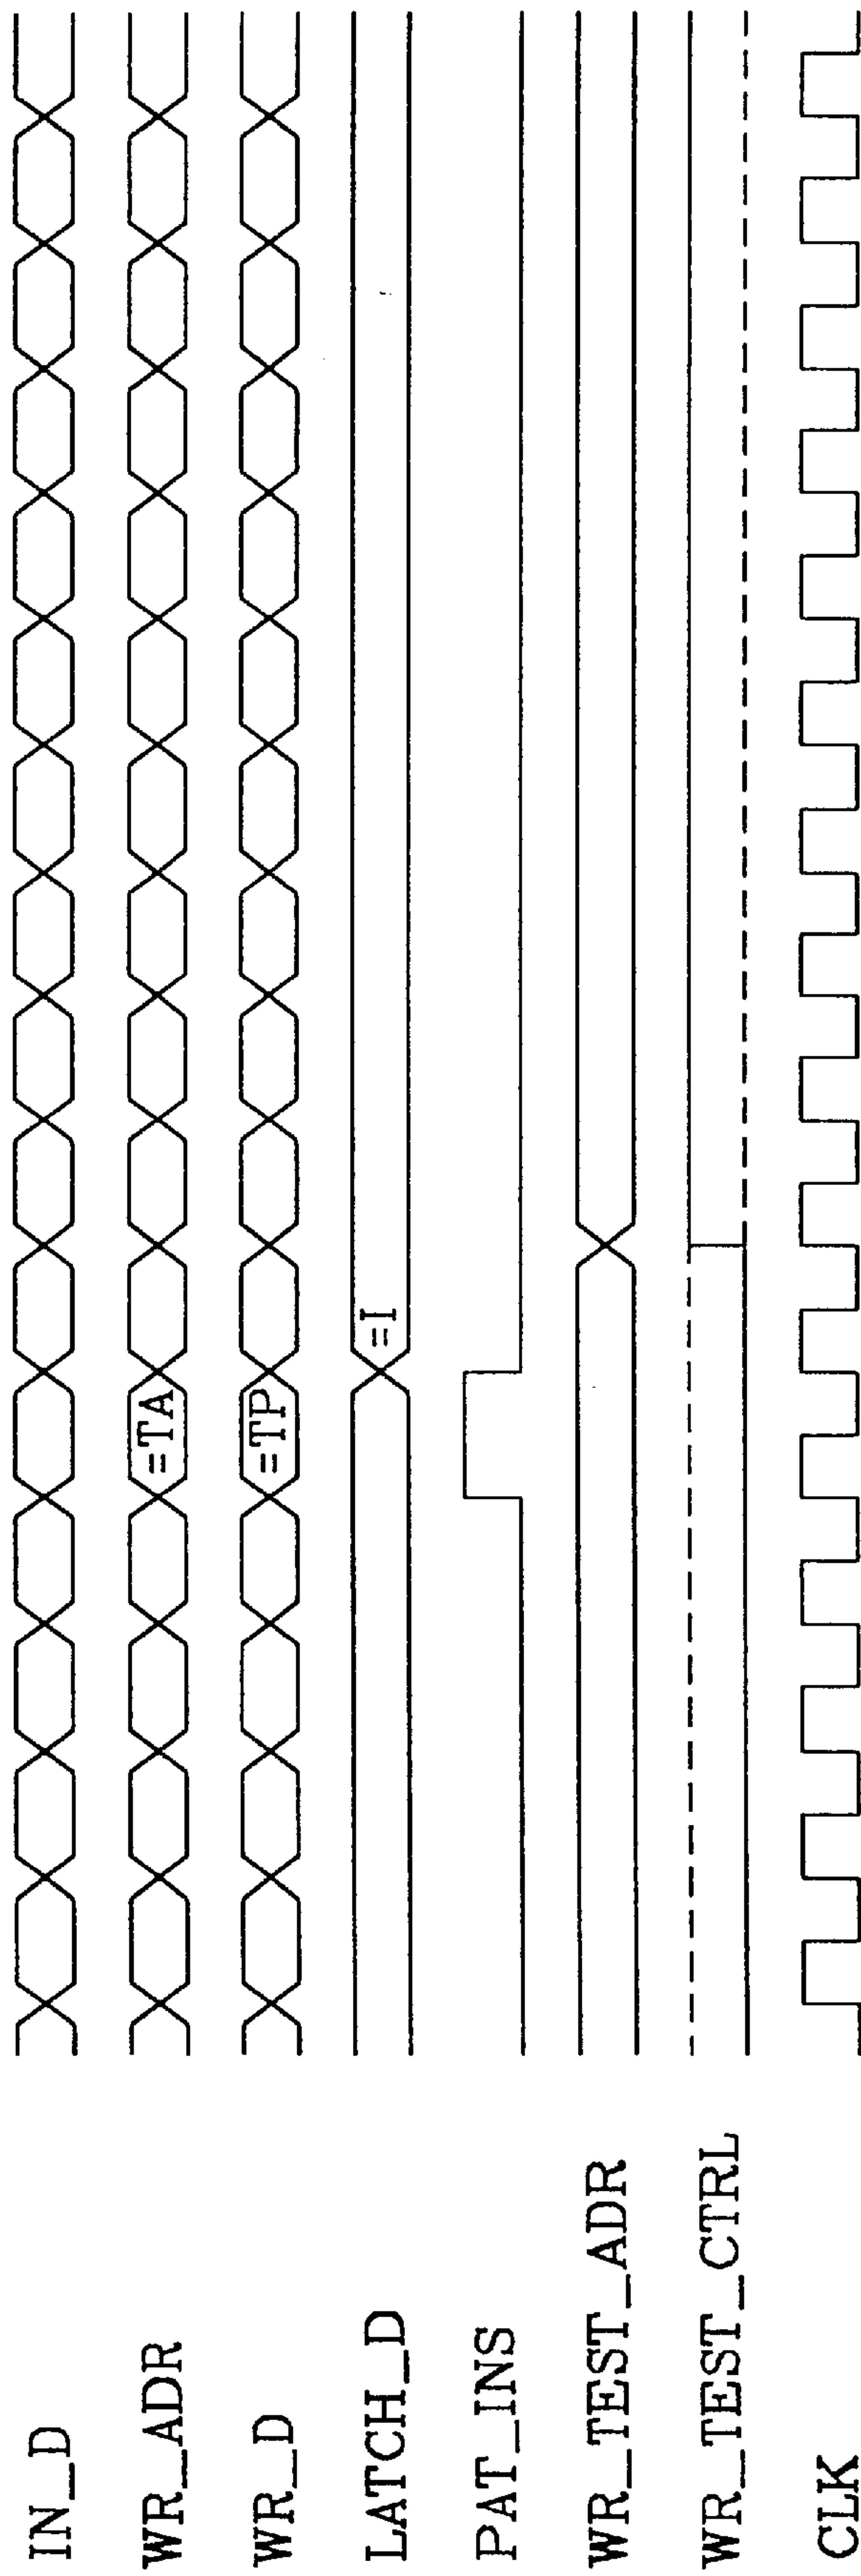 IN_D
WR_ADR
=TA
WR_D
=TP
LATCH_D
=I
PAT_INS
WR_TEST_ADR
WR_TEST_CTRL
CLK